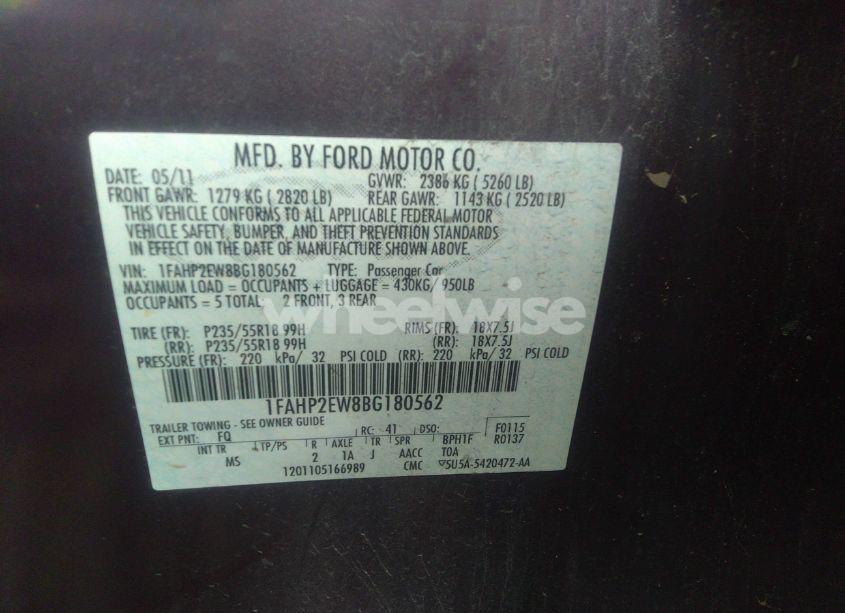 MFD. BY FORD MOTOR CO.
DATE: 05/11 GVWR: 2386 KG ( 5260 LB)
FRONT GAWR: 1279 KG ( 2820 LB) REAR GAWR: 1143 KG ( 2520 LB)
THIS VEHICLE CONFORMS TO ALL APPLICABLE FEDERAL MOTOR
VEHICLE SAFETY, BUMPER, AND THEFT PREVENTION STANDARDS
IN EFFECT ON THE DATE OF MANUFACTURE SHOWN ABOVE.
VIN: 1FAHP2EW8BG180562 TYPE: Passenger Car
MAXIMUM LOAD = OCCUPANTS + LUGGAGE = 430KG/ 950LB
OCCUPANTS = 5 TOTAL: 2 FRONT, 3 REAR
wheelwise
TIRE (FR): P235/55R18 99H RIMS (FR): 18X7.5J
(RR): P235/55R18 99H (RR): 18X7.5J
PRESSURE (FR): 220 kPa/ 32 PSI COLD (RR): 220 kPa/ 32 PSI COLD
1FAHP2EW8BG180562
TRAILER TOWING - SEE OWNER GUIDE
EXT PNT: FQ RC: 41 DSO: F0115
R0137
INT TR TP/PS R AXLE TR SPR BPH1F
MS 2 1A J AACC TOA
1201105166989 CMC 5U5A-5420472-AA